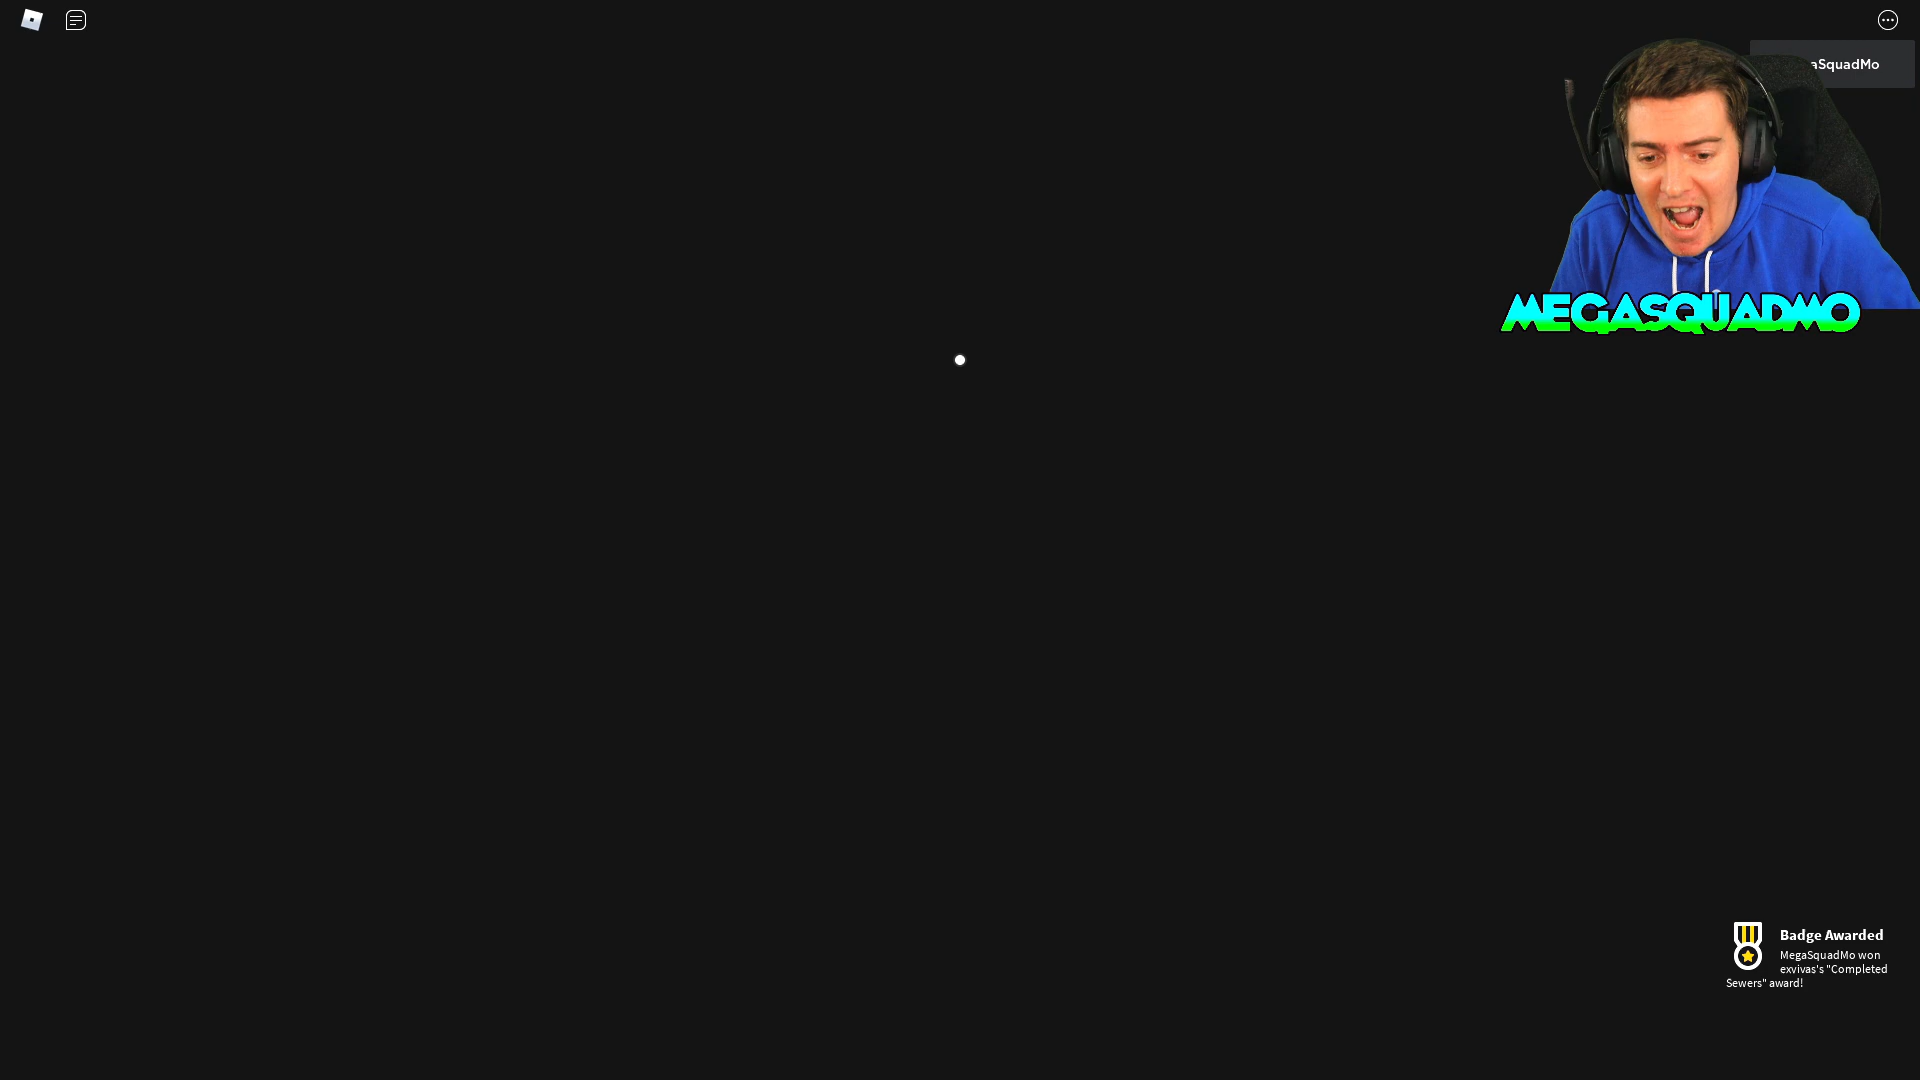 aSquadMo
MEGASQUADMO
Badge Awarded
MegaSquadMo won
exvivas's "Completed
Sewers" award!